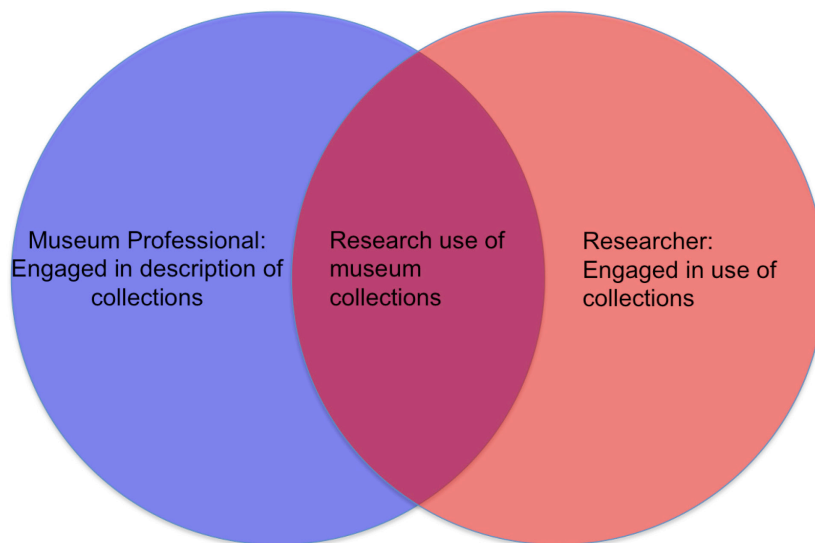 Museum Professional:
Engaged in description of
collections
Research use of
museum
collections
Researcher:
Engaged in use of
collections